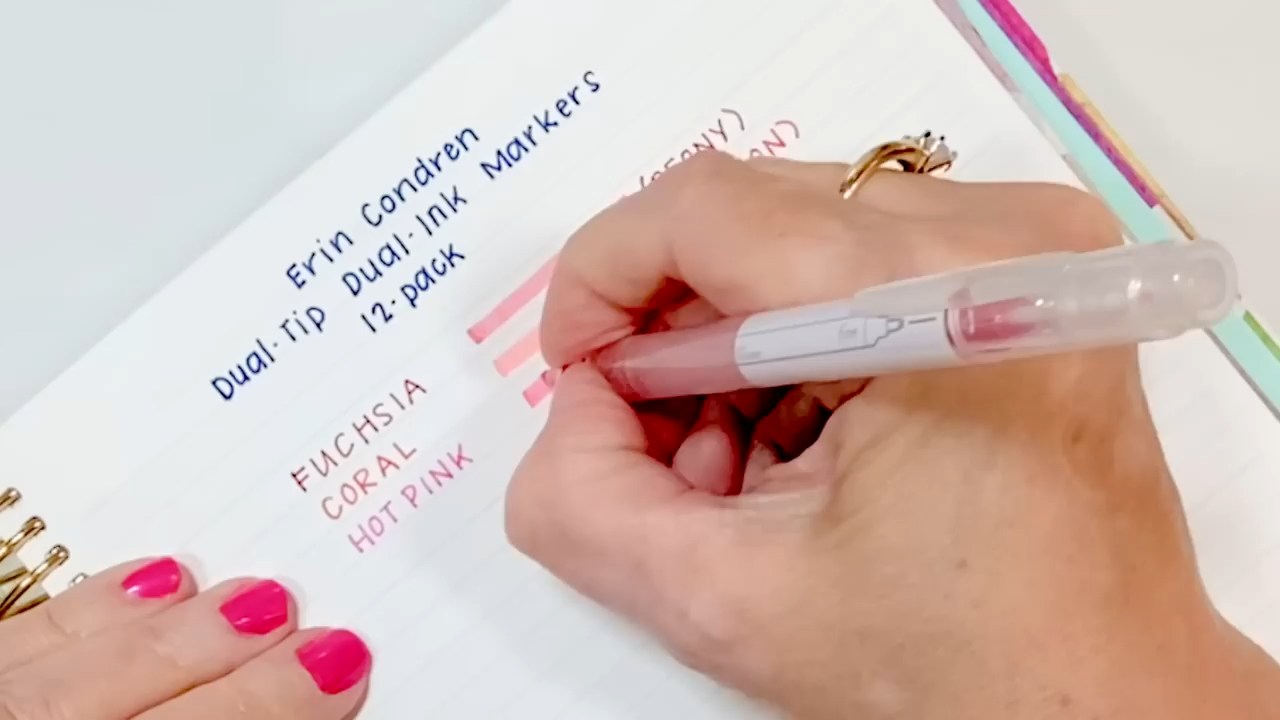 Erin Condren
Dual-Tip Dual-Ink Markers
12-pack
FUCHSIA
CORAL
HOT PINK